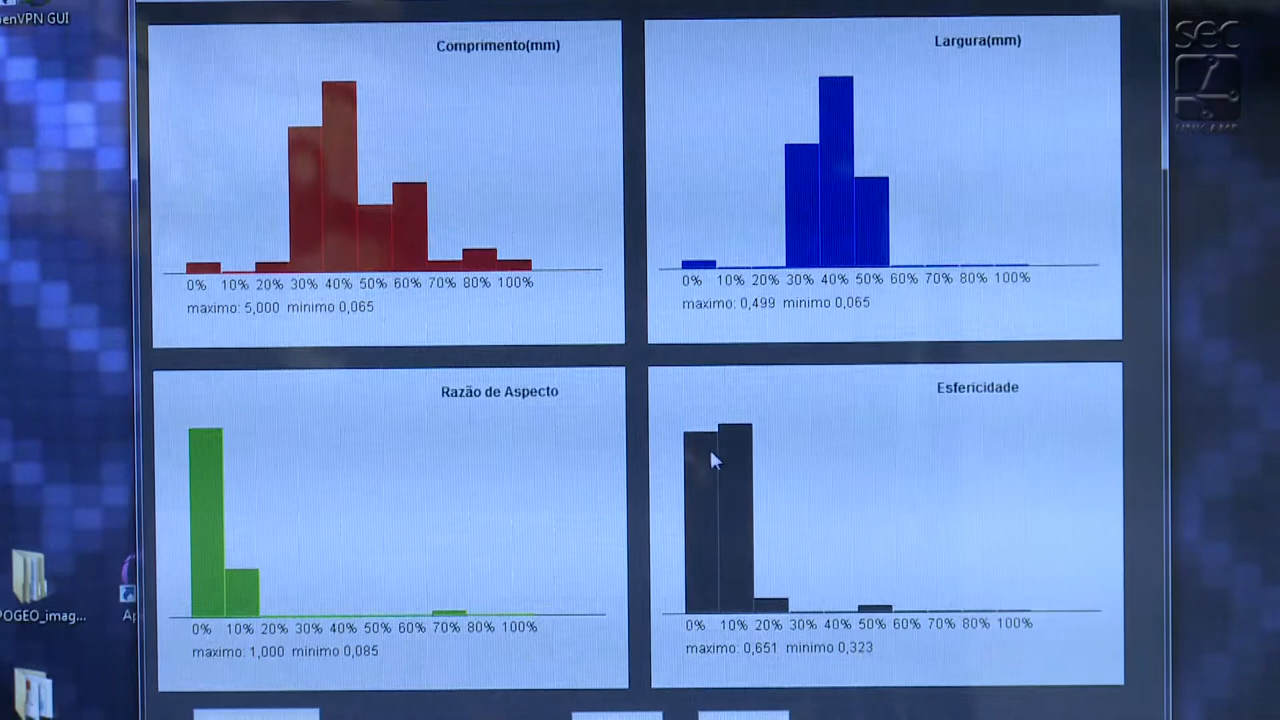 enVPN GUI
sec
UNICAMP
Comprimento(mm)
0% 10% 20% 30% 40% 50% 60% 70% 80% 100%
maximo: 5,000 minimo 0,065
Largura(mm)
0% 10% 20% 30% 40% 50% 60% 70% 80% 100%
maximo: 0,499 minimo 0,065
Razão de Aspecto
0% 10% 20% 30% 40% 50% 60% 70% 80% 100%
maximo: 1,000 minimo 0,085
Esfericidade
0% 10% 20% 30% 40% 50% 60% 70% 80% 100%
maximo: 0,651 minimo 0,323
POGEO_imag...
Ap